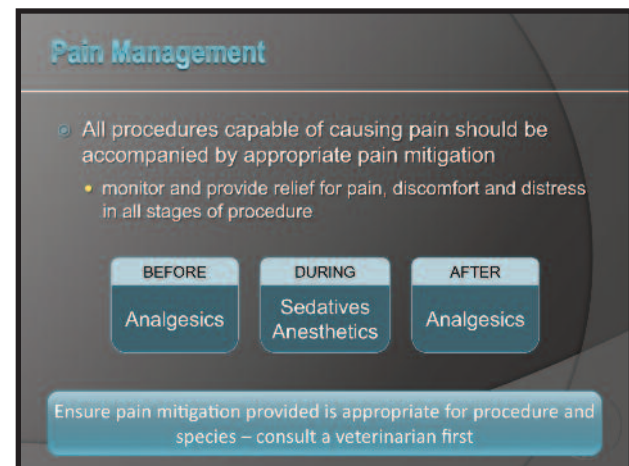 Pain Management
All procedures capable of causing pain should be
accompanied by appropriate pain mitigation
monitor and provide relief for pain, discomfort and distress
in all stages of procedure
BEFORE
Analgesics
DURING
Sedatives
Anesthetics
AFTER
Analgesics
Ensure pain mitigation provided is appropriate for procedure and
species – consult a veterinarian first